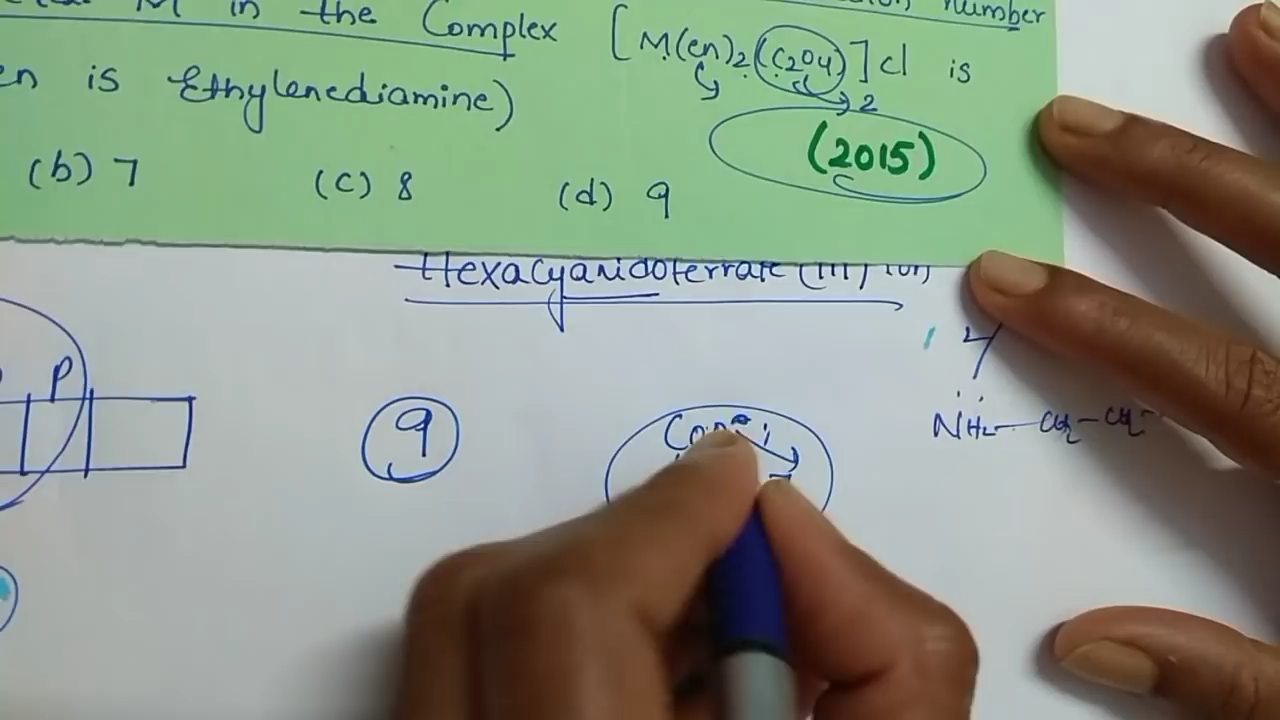 M in the Complex [M(en)2(C2O4)]Cl is number
en is Ethylenediamine)
2
(2015)
(b) 7 (c) 8 (d) 9
Hexacyanidoferrate (III) ion
4
P
9
NH2-CH2-CH2-